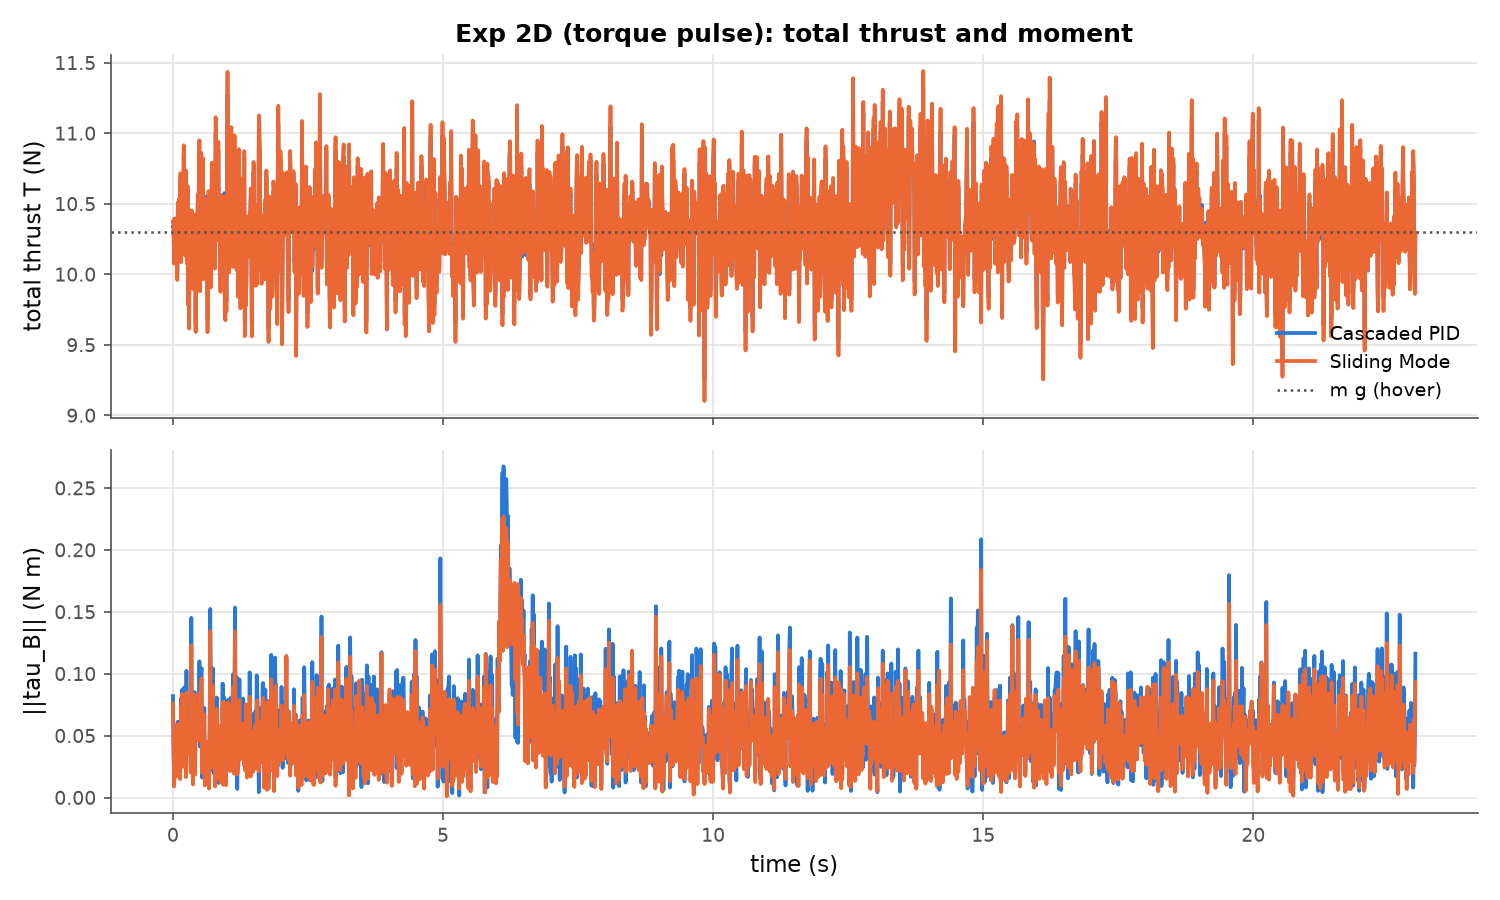 Exp 2D (torque pulse): total thrust and moment
total thrust T (N)
11.5
11.0
10.5
10.0
9.5
9.0
Cascaded PID
Sliding Mode
m g (hover)
||tau_B|| (N m)
0.25
0.20
0.15
0.10
0.05
0.00
0 5 10 15 20
time (s)